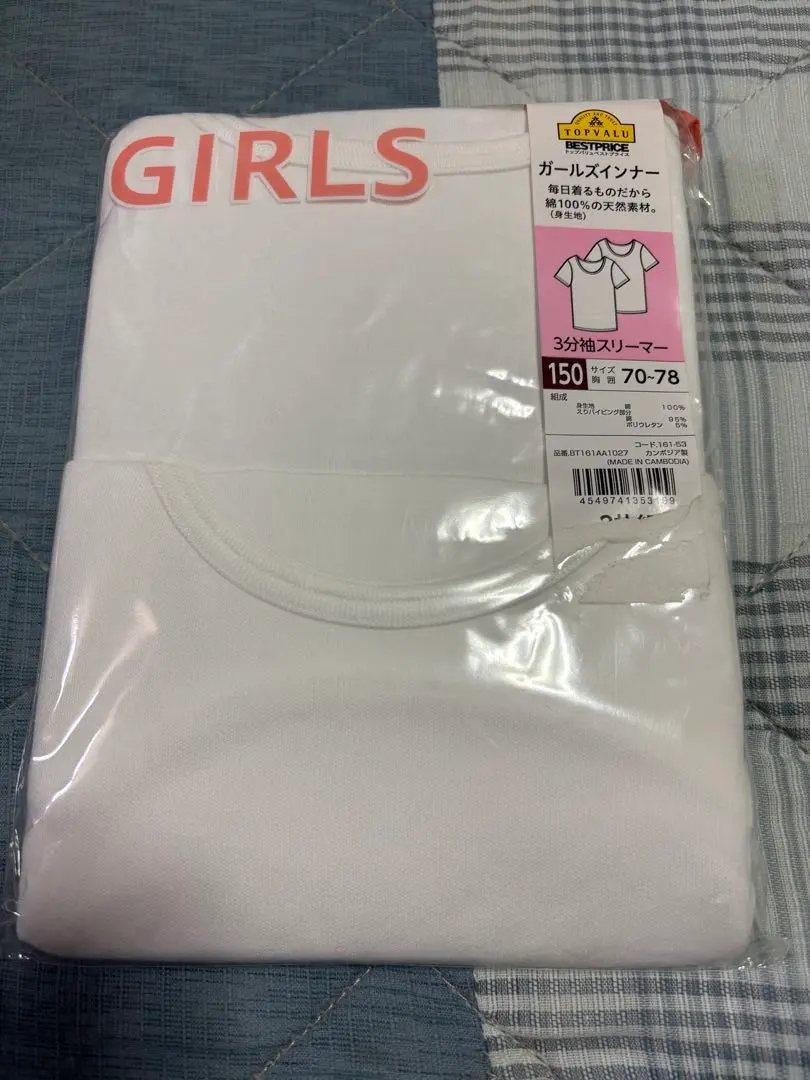 GIRLS
QUALITY AND TRUST
TOPVALU
BESTPRICE
トップバリュベストプライス
ガールズインナー
毎日着るものだから
綿100%の天然素材。
(身生地)
3分袖スリーマー
150 サイズ 胸囲 70~78
組成
身生地 綿 100%
えりパイピング部分
綿 95%
ポリウレタン 5%
コード.161-53
品番.BT161AA1027 カンボジア製
(MADE IN CAMBODIA)
4549741353199